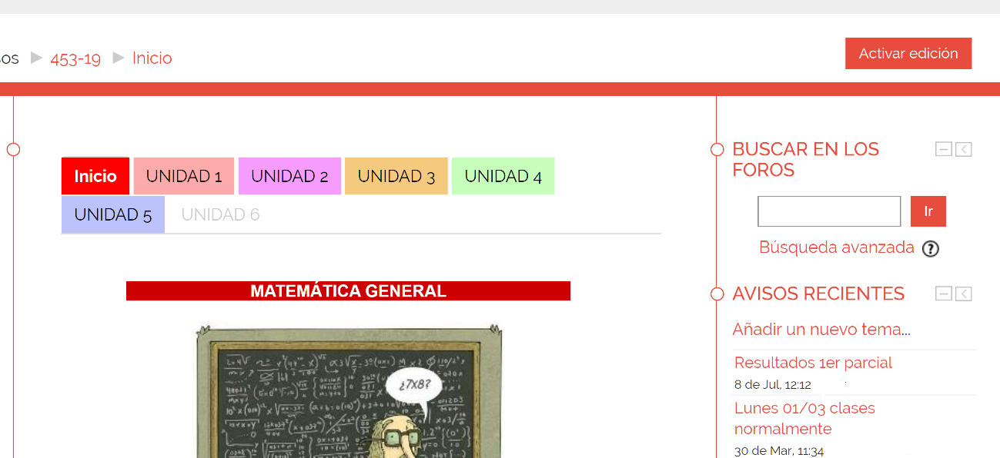 os ▶ 453-19 ▶ Inicio
Activar edición
Inicio UNIDAD 1 UNIDAD 2 UNIDAD 3 UNIDAD 4
UNIDAD 5 UNIDAD 6
MATEMÁTICA GENERAL
¿7X8?
BUSCAR EN LOS
FOROS
Ir
Búsqueda avanzada ?
AVISOS RECIENTES
Añadir un nuevo tema...
Resultados 1er parcial
8 de Jul, 12:12
Lunes 01/03 clases
normalmente
30 de Mar, 11:34